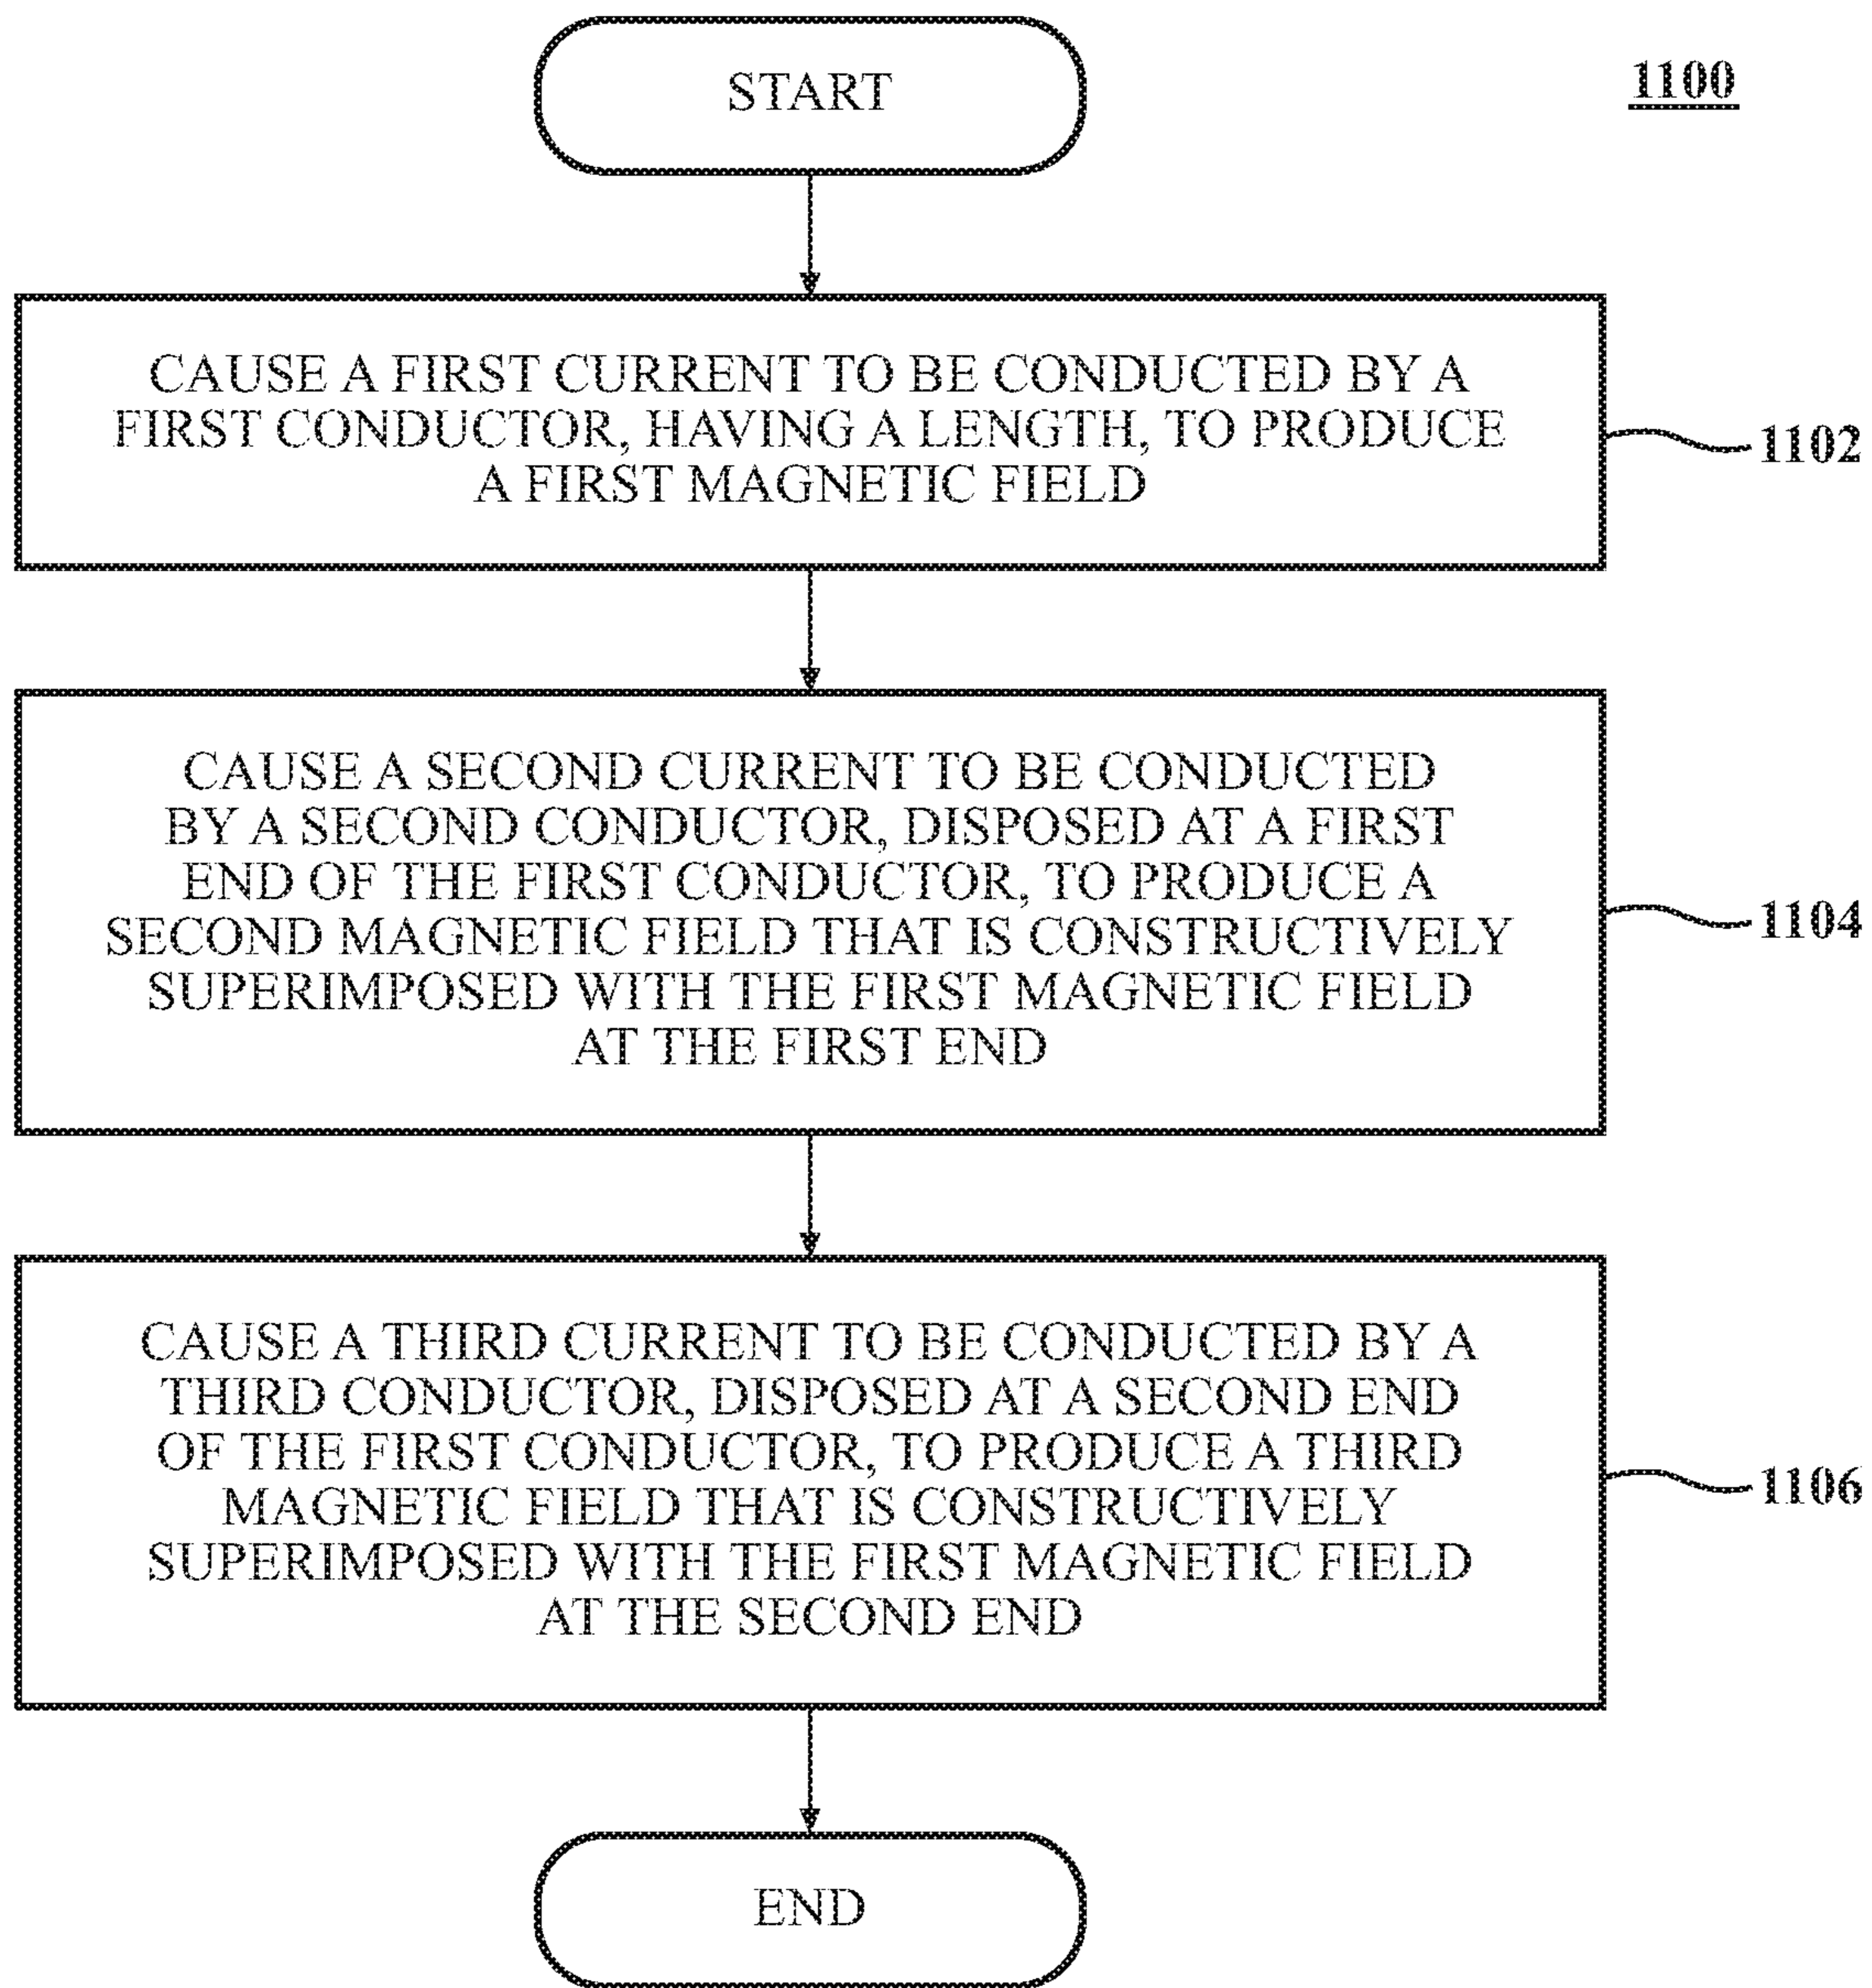 START
1100
CAUSE A FIRST CURRENT TO BE CONDUCTED BY A
FIRST CONDUCTOR, HAVING A LENGTH, TO PRODUCE
A FIRST MAGNETIC FIELD
1102
CAUSE A SECOND CURRENT TO BE CONDUCTED
BY A SECOND CONDUCTOR, DISPOSED AT A FIRST
END OF THE FIRST CONDUCTOR, TO PRODUCE A
SECOND MAGNETIC FIELD THAT IS CONSTRUCTIVELY
SUPERIMPOSED WITH THE FIRST MAGNETIC FIELD
AT THE FIRST END
1104
CAUSE A THIRD CURRENT TO BE CONDUCTED BY A
THIRD CONDUCTOR, DISPOSED AT A SECOND END
OF THE FIRST CONDUCTOR, TO PRODUCE A THIRD
MAGNETIC FIELD THAT IS CONSTRUCTIVELY
SUPERIMPOSED WITH THE FIRST MAGNETIC FIELD
AT THE SECOND END
1106
END